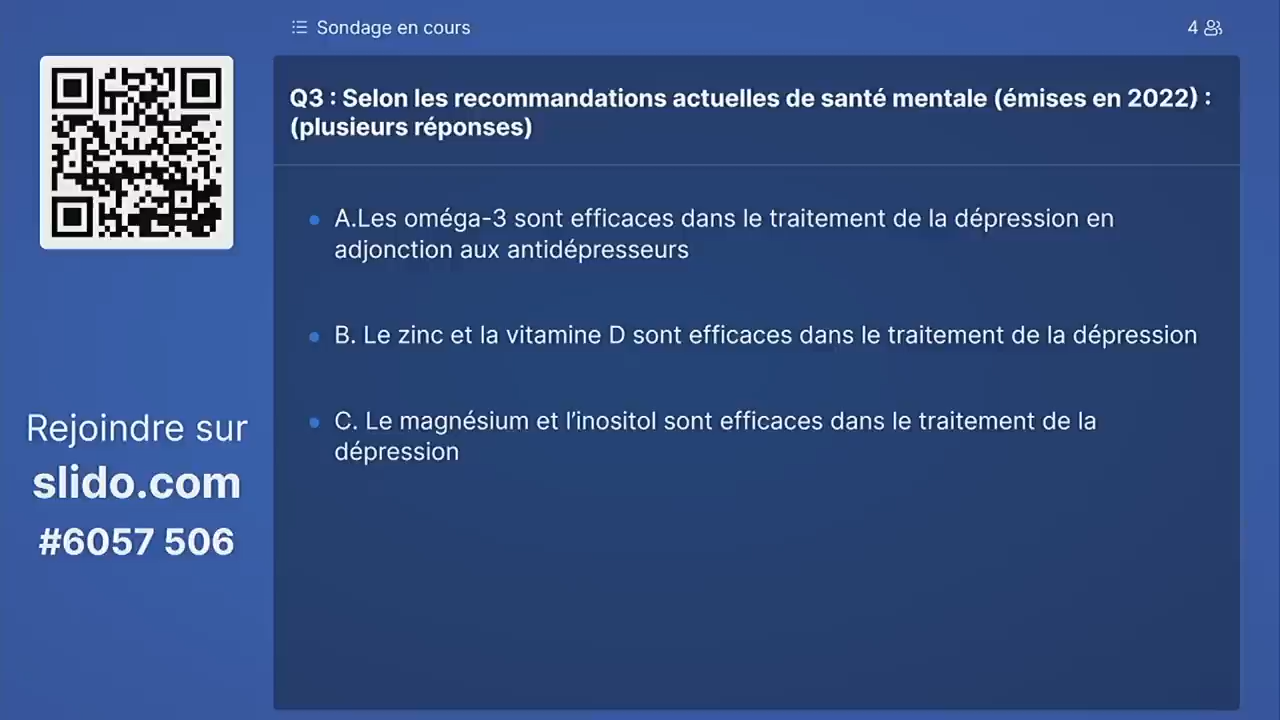 Sondage en cours
4
Q3 : Selon les recommandations actuelles de santé mentale (émises en 2022) :
(plusieurs réponses)
A.Les oméga-3 sont efficaces dans le traitement de la dépression en
adjonction aux antidépresseurs
B. Le zinc et la vitamine D sont efficaces dans le traitement de la dépression
C. Le magnésium et l’inositol sont efficaces dans le traitement de la
dépression
Rejoindre sur
slido.com
#6057 506